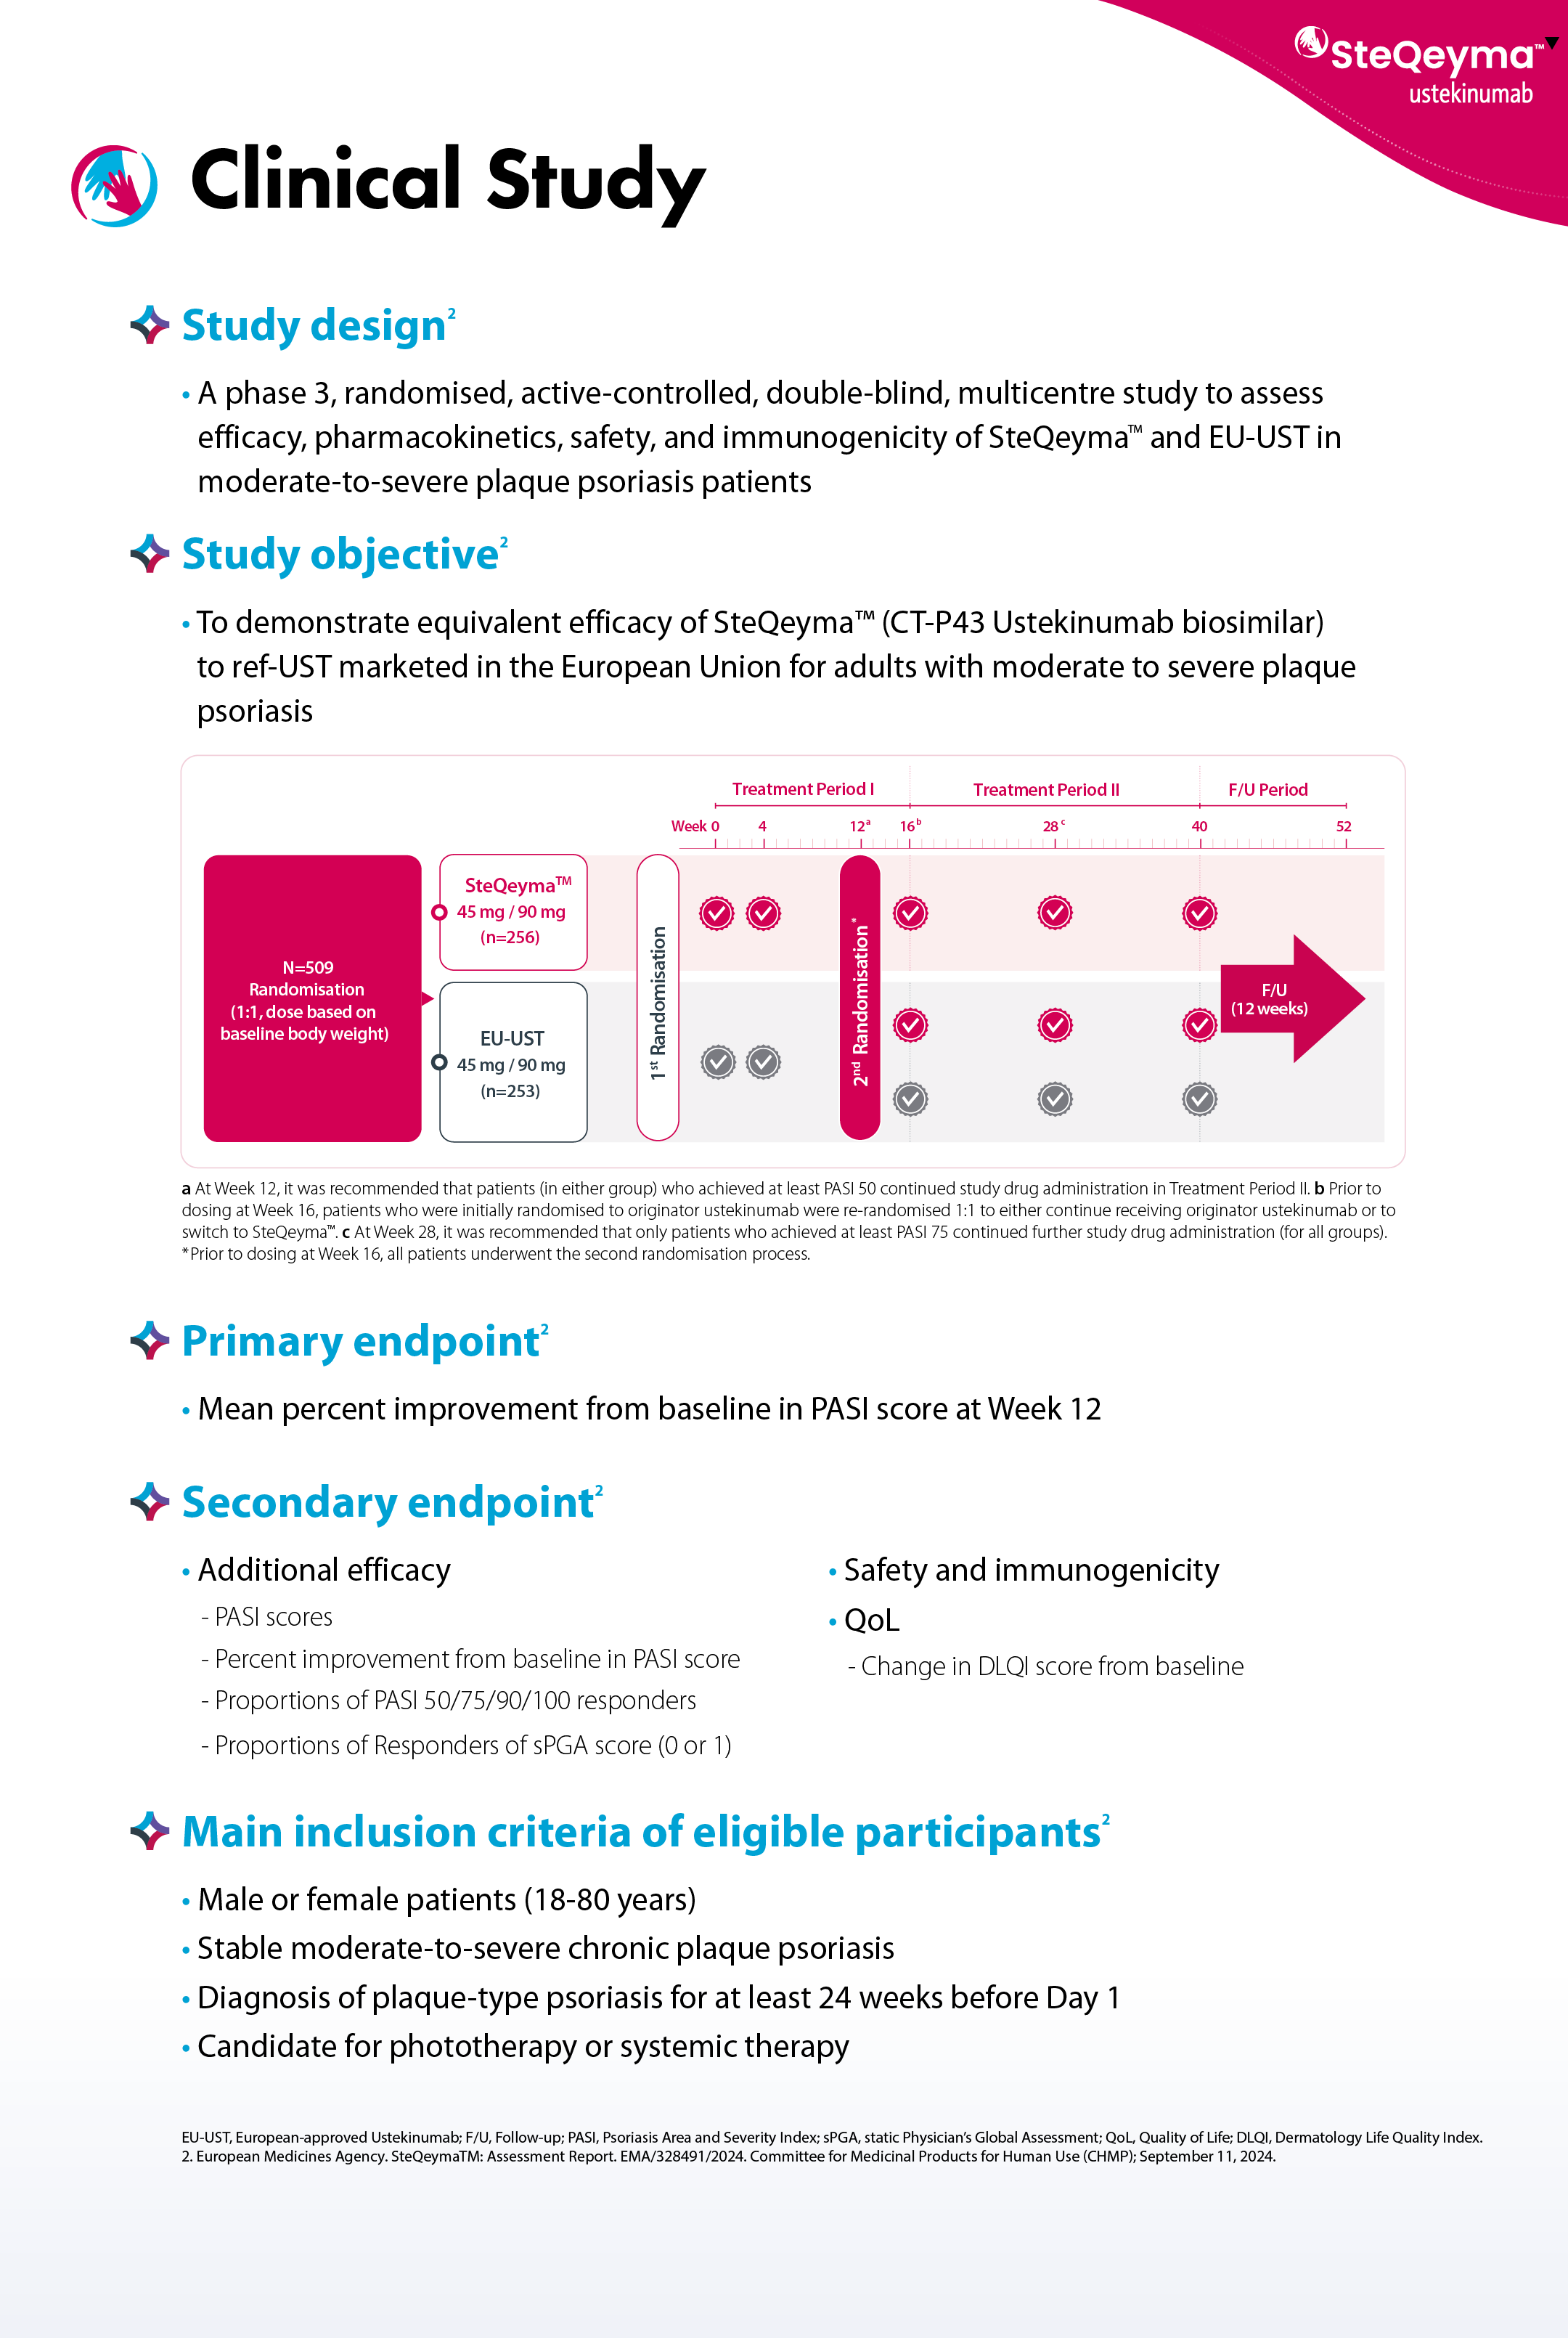 SteQeyma™▼
ustekinumab
Clinical Study
Study design²
• A phase 3, randomised, active-controlled, double-blind, multicentre study to assess
efficacy, pharmacokinetics, safety, and immunogenicity of SteQeyma™ and EU-UST in
moderate-to-severe plaque psoriasis patients
Study objective²
• To demonstrate equivalent efficacy of SteQeyma™ (CT-P43 Ustekinumab biosimilar)
to ref-UST marketed in the European Union for adults with moderate to severe plaque
psoriasis
Treatment Period I
Treatment Period II
F/U Period
Week 0 4 12ᵃ 16ᵇ 28ᶜ 40 52
N=509
Randomisation
(1:1, dose based on
baseline body weight)
SteQeyma™
45 mg / 90 mg
(n=256)
EU-UST
45 mg / 90 mg
(n=253)
1st Randomisation
2nd Randomisation*
F/U
(12 weeks)
a At Week 12, it was recommended that patients (in either group) who achieved at least PASI 50 continued study drug administration in Treatment Period II. b Prior to
dosing at Week 16, patients who were initially randomised to originator ustekinumab were re-randomised 1:1 to either continue receiving originator ustekinumab or to
switch to SteQeyma™. c At Week 28, it was recommended that only patients who achieved at least PASI 75 continued further study drug administration (for all groups).
*Prior to dosing at Week 16, all patients underwent the second randomisation process.
Primary endpoint²
• Mean percent improvement from baseline in PASI score at Week 12
Secondary endpoint²
• Additional efficacy
- PASI scores
- Percent improvement from baseline in PASI score
- Proportions of PASI 50/75/90/100 responders
- Proportions of Responders of sPGA score (0 or 1)
• Safety and immunogenicity
• QoL
- Change in DLQI score from baseline
Main inclusion criteria of eligible participants²
• Male or female patients (18-80 years)
• Stable moderate-to-severe chronic plaque psoriasis
• Diagnosis of plaque-type psoriasis for at least 24 weeks before Day 1
• Candidate for phototherapy or systemic therapy
EU-UST, European-approved Ustekinumab; F/U, Follow-up; PASI, Psoriasis Area and Severity Index; sPGA, static Physician’s Global Assessment; QoL, Quality of Life; DLQI, Dermatology Life Quality Index.
2. European Medicines Agency. SteQeymaTM: Assessment Report. EMA/328491/2024. Committee for Medicinal Products for Human Use (CHMP); September 11, 2024.